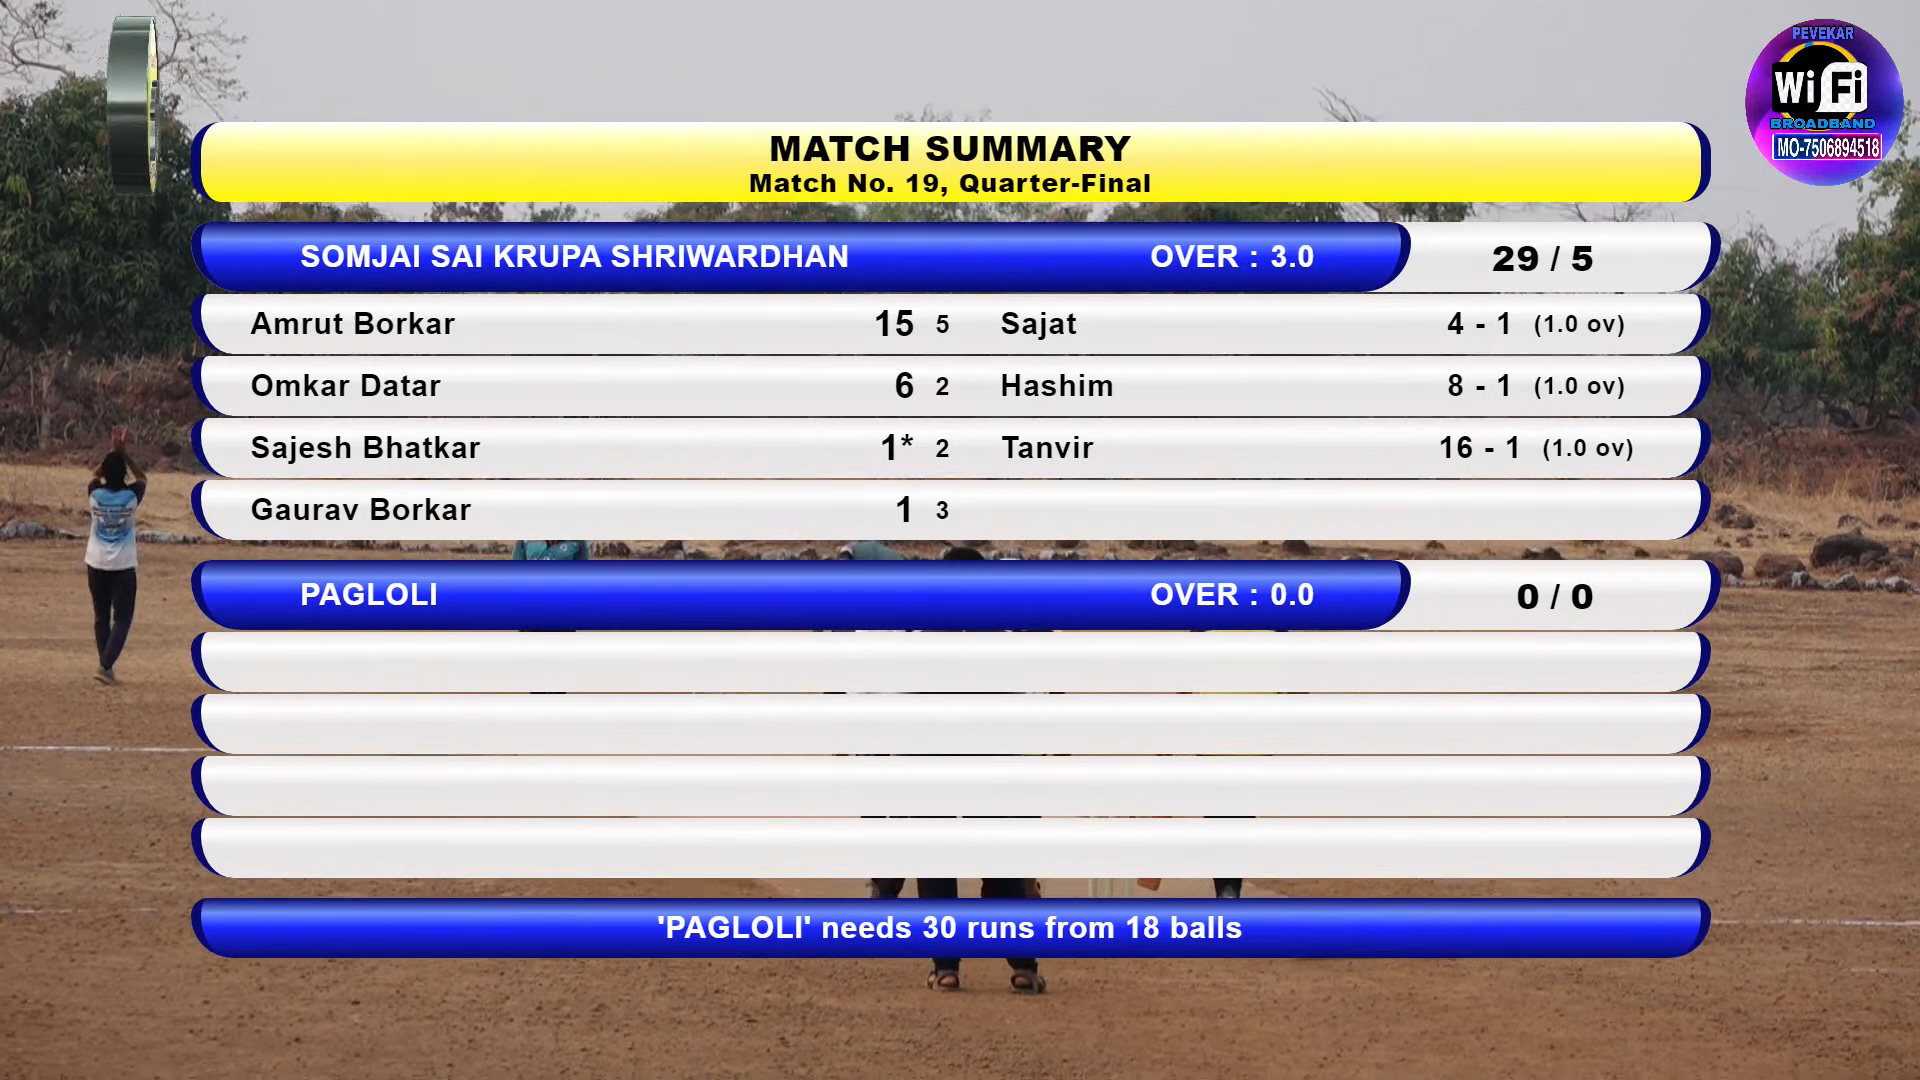 PEVEKAR
WiFi
BROADBAND
MO-7506894518
MATCH SUMMARY
Match No. 19, Quarter-Final
SOMJAI SAI KRUPA SHRIWARDHAN OVER : 3.0 29 / 5
Amrut Borkar 15 5 Sajat 4 - 1 (1.0 ov)
Omkar Datar 6 2 Hashim 8 - 1 (1.0 ov)
Sajesh Bhatkar 1* 2 Tanvir 16 - 1 (1.0 ov)
Gaurav Borkar 1 3
PAGLOLI OVER : 0.0 0 / 0
'PAGLOLI' needs 30 runs from 18 balls